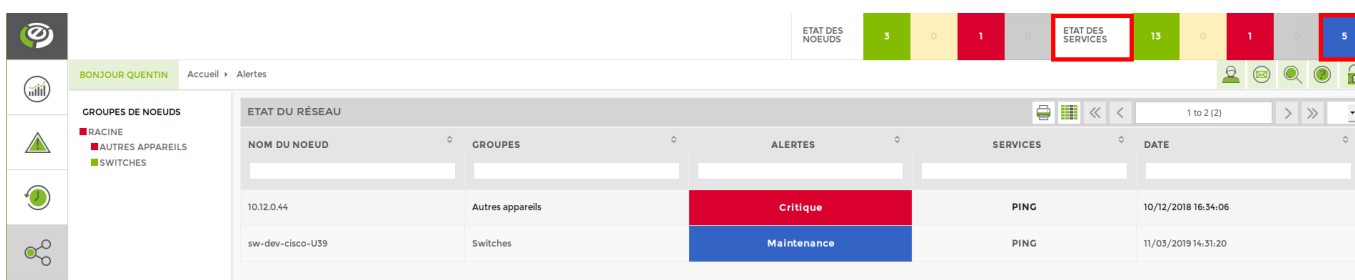 ETAT DES NOEUDS 3 0 1 0 ETAT DES SERVICES 13 0 1 0 5
BONJOUR QUENTIN Accueil Alertes
GROUPES DE NOEUDS
RACINE
AUTRES APPAREILS
SWITCHES
ETAT DU RÉSEAU 1 to 2 (2)
NOM DU NOEUD GROUPES ALERTES SERVICES DATE
10.12.0.44 Autres appareils Critique PING 10/12/2018 16:34:06
sw-dev-cisco-U39 Switches Maintenance PING 11/03/2019 14:31:20